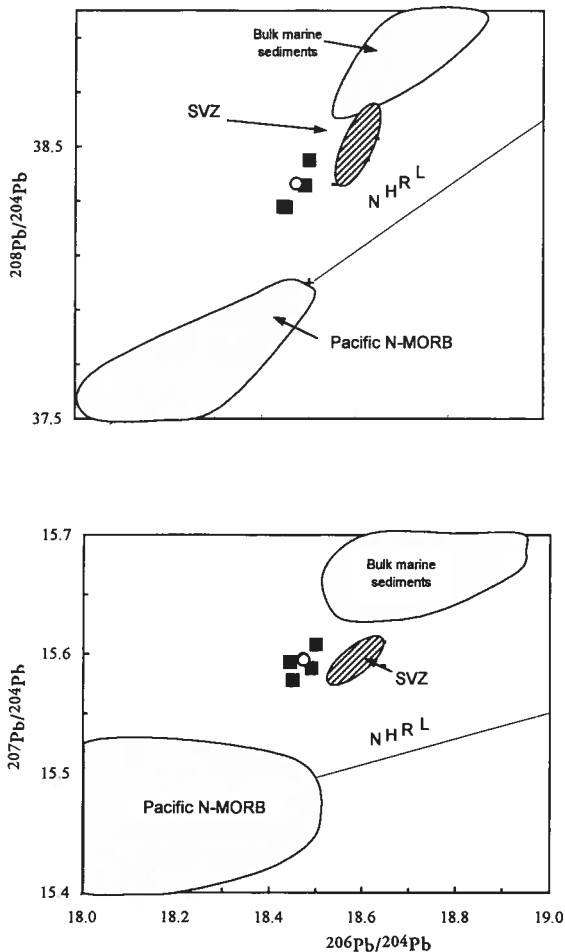 Bulk marine
sediments
SVZ
38.5
NHRL
208Pb/204Pb
Pacific N-MORB
37.5
15.7
Bulk marine
sediments
15.6
SVZ
207Pb/204Pb
NHRL
15.5
Pacific N-MORB
15.4
18.0 18.2 18.4 18.6 18.8 19.0
206Pb/204Pb